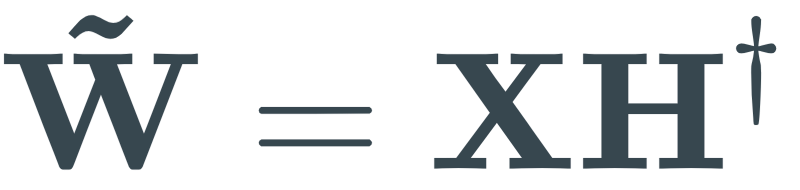 W̃ = XH†